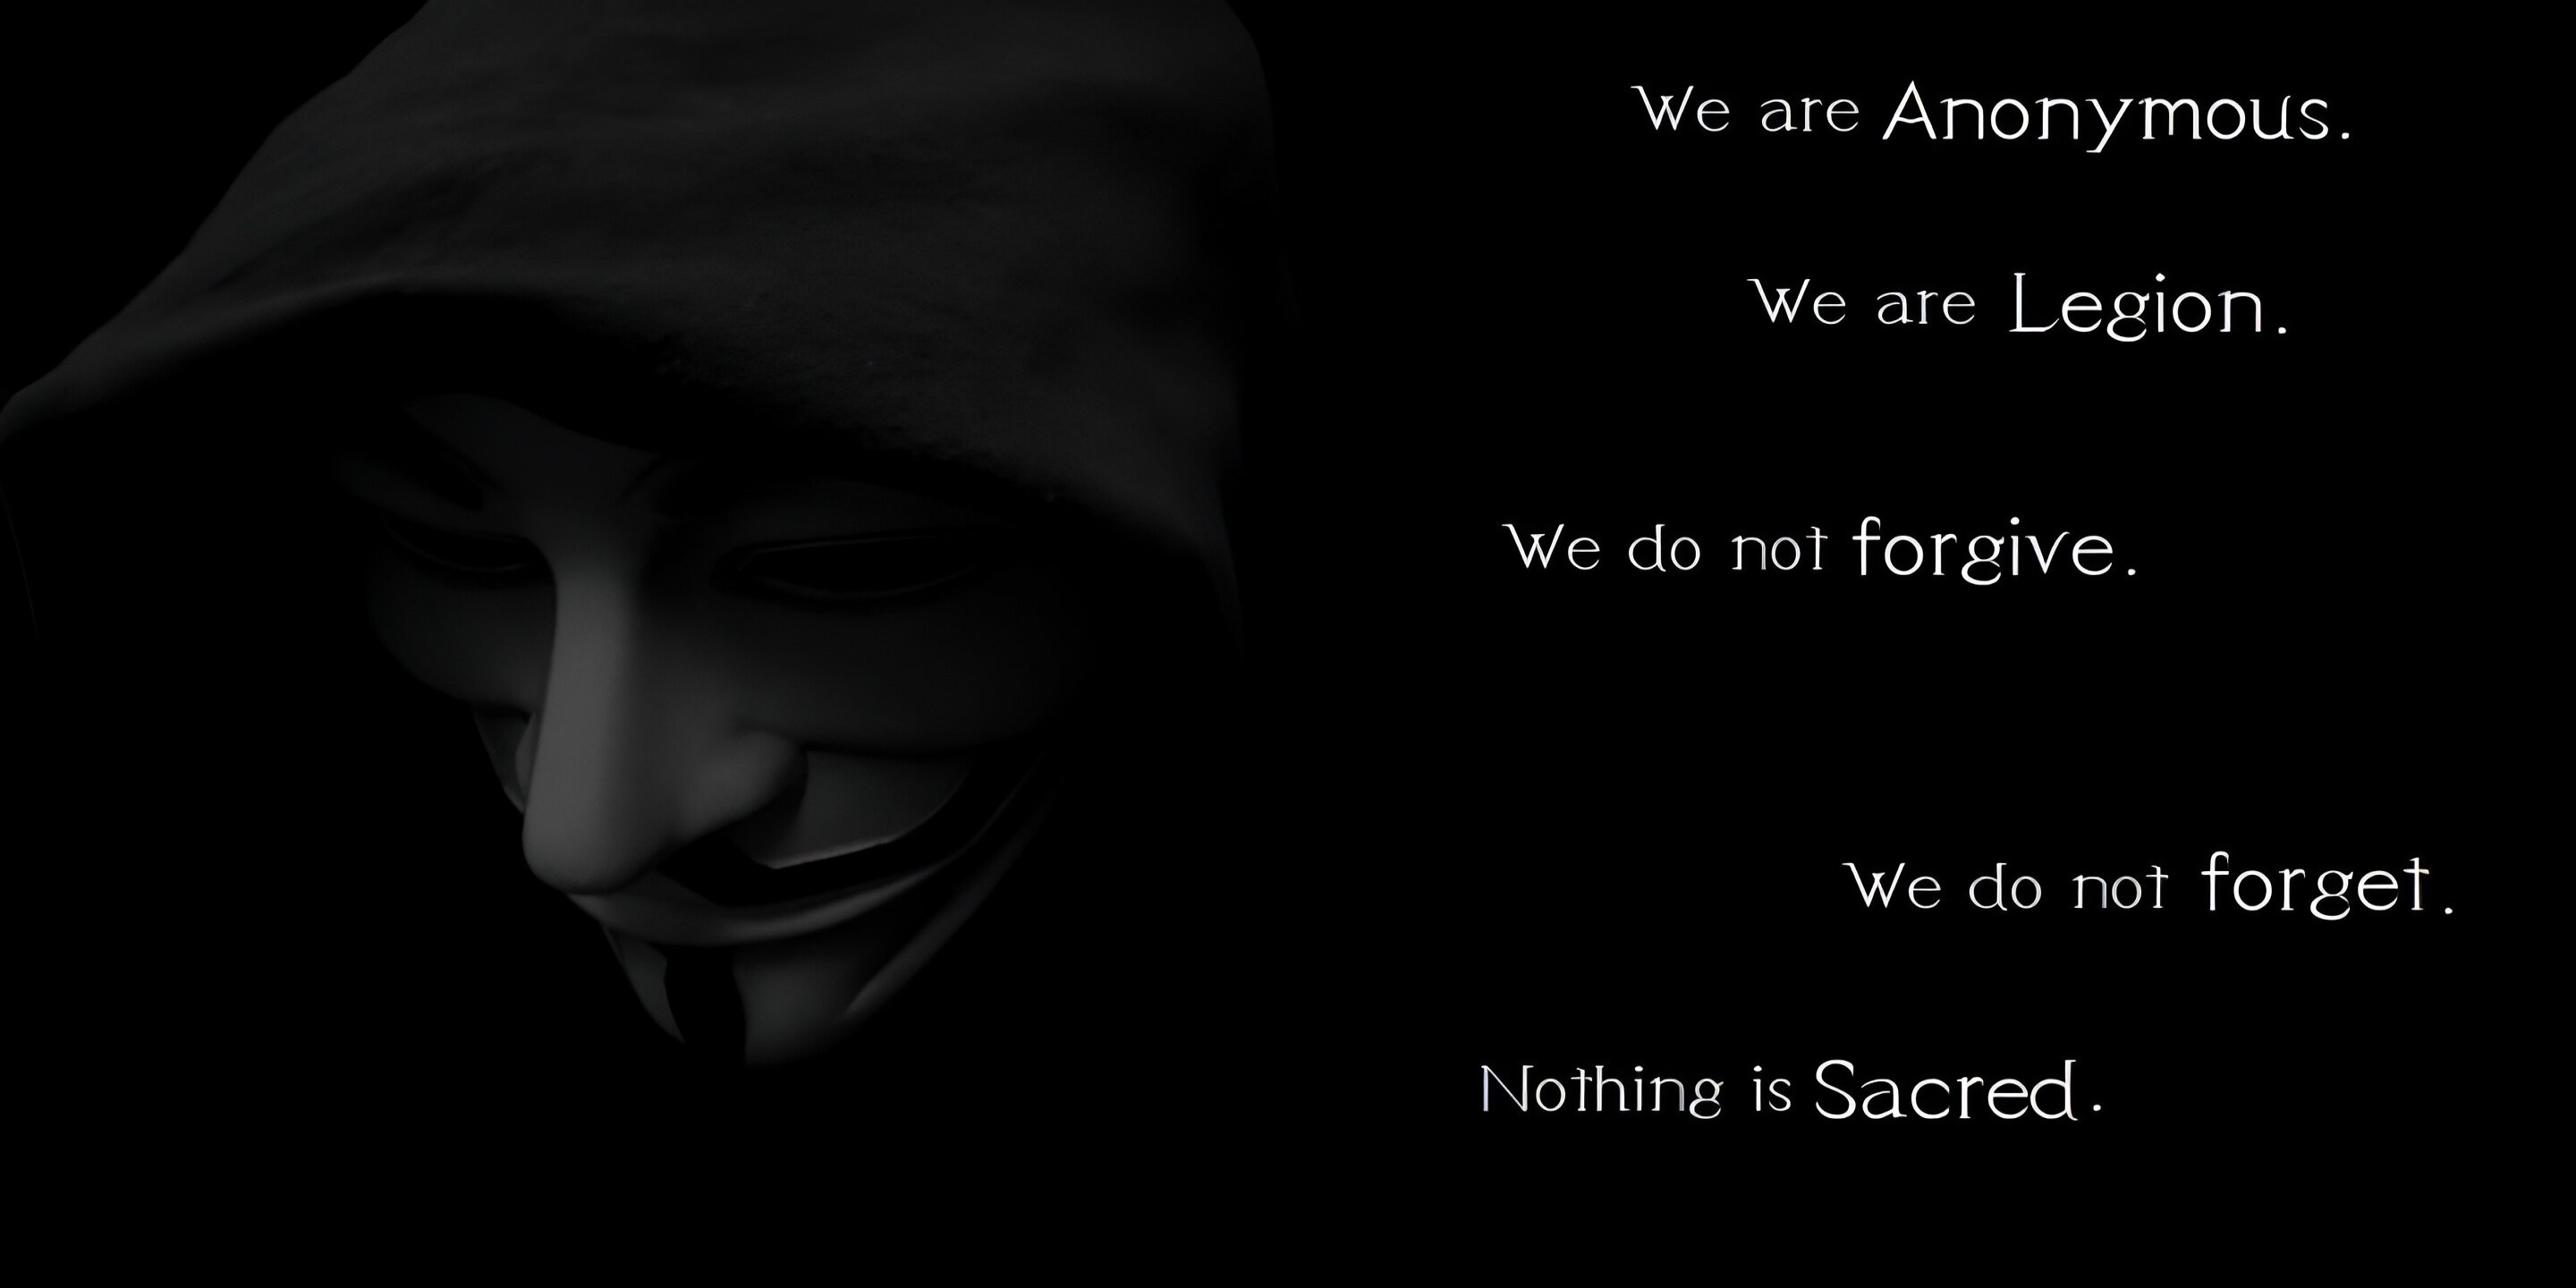 We are Anonymous.
We are Legion.
We do not forgive.
We do not forget.
Nothing is Sacred.